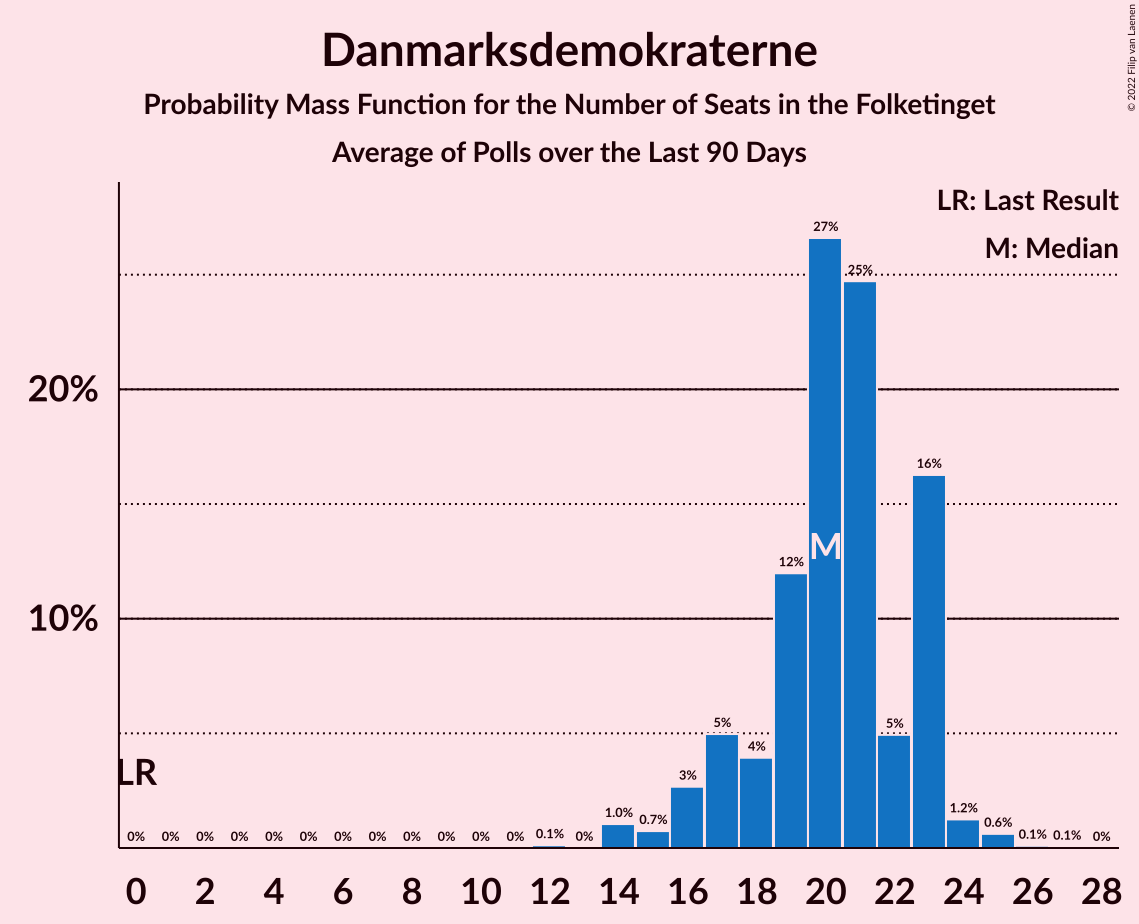 Danmarksdemokraterne
Probability Mass Function for the Number of Seats in the Folketinget
Average of Polls over the Last 90 Days
© 2022 Filip van Laenen
LR: Last Result
M: Median
20%
10%
LR
M
0% 0% 0% 0% 0% 0% 0% 0% 0% 0% 0% 0% 0.1% 0% 1.0% 0.7% 3% 5% 4% 12% 27% 25% 5% 16% 1.2% 0.6% 0.1% 0.1% 0%
0 2 4 6 8 10 12 14 16 18 20 22 24 26 28